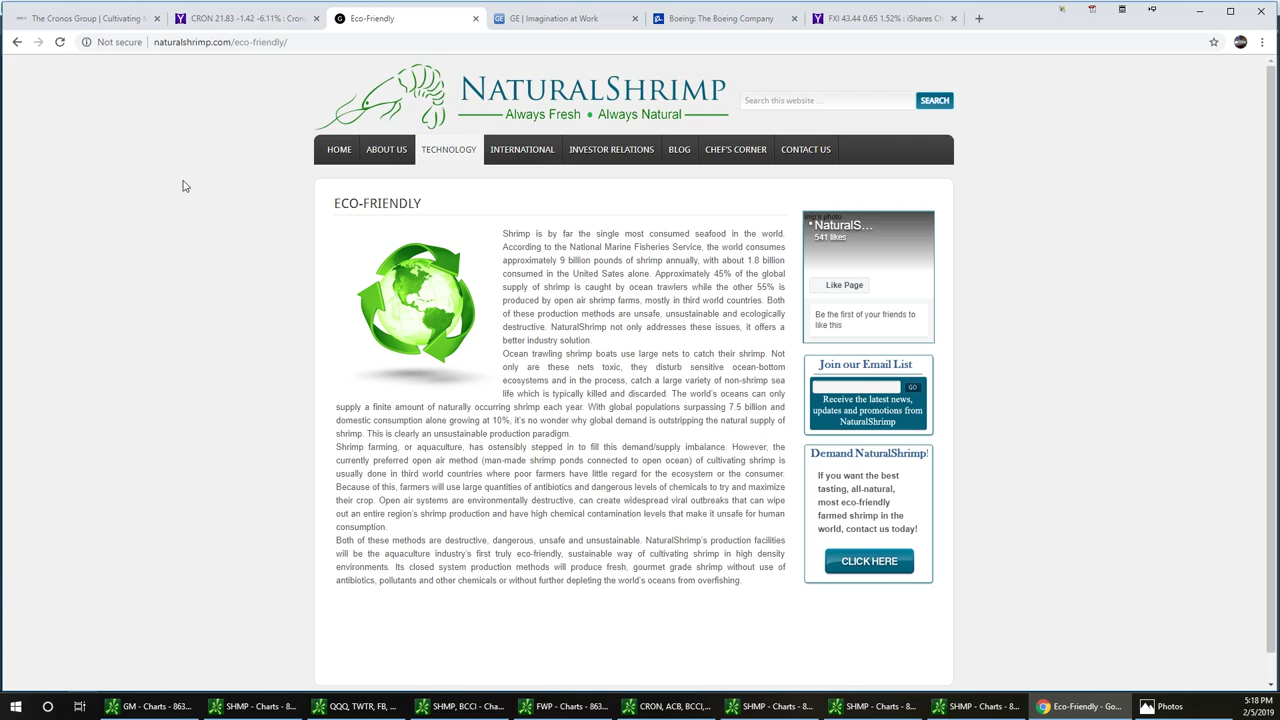 The Cronos Group | Cultivating M
CRON 21.83 -1.42 -6.11% : Cron
Eco-Friendly
GE | Imagination at Work
Boeing: The Boeing Company
FXI 43.44 0.65 1.52% : iShares Ch
Not secure
naturalshrimp.com/eco-friendly/
NATURALSHRIMP
Always Fresh • Always Natural
Search this website …
SEARCH
HOME
ABOUT US
TECHNOLOGY
INTERNATIONAL
INVESTOR RELATIONS
BLOG
CHEF'S CORNER
CONTACT US
ECO-FRIENDLY
Shrimp is by far the single most consumed seafood in the world.
According to the National Marine Fisheries Service, the world consumes
approximately 9 billion pounds of shrimp annually, with about 1.8 billion
consumed in the United Sates alone. Approximately 45% of the global
supply of shrimp is caught by ocean trawlers while the other 55% is
produced by open air shrimp farms, mostly in third world countries. Both
of these production methods are unsafe, unsustainable and ecologically
destructive. NaturalShrimp not only addresses these issues, it offers a
better industry solution.
Ocean trawling shrimp boats use large nets to catch their shrimp. Not
only are these nets toxic, they disturb sensitive ocean-bottom
ecosystems and in the process, catch a large variety of non-shrimp sea
life which is typically killed and discarded. The world's oceans can only
supply a finite amount of naturally occurring shrimp each year. With global populations surpassing 7.5 billion and
domestic consumption alone growing at 10%, it's no wonder why global demand is outstripping the natural supply of
shrimp. This is clearly an unsustainable production paradigm.
Shrimp farming, or aquaculture, has ostensibly stepped in to fill this demand/supply imbalance. However, the
currently preferred open air method (man-made shrimp ponds connected to open ocean) of cultivating shrimp is
usually done in third world countries where poor farmers have little regard for the ecosystem or the consumer.
Because of this, farmers will use large quantities of antibiotics and dangerous levels of chemicals to try and maximize
their crop. Open air systems are environmentally destructive, can create widespread viral outbreaks that can wipe
out an entire region's shrimp production and have high chemical contamination levels that make it unsafe for human
consumption.
Both of these methods are destructive, dangerous, unsafe and unsustainable. NaturalShrimp's production facilities
will be the aquaculture industry's first truly eco-friendly, sustainable way of cultivating shrimp in high density
environments. Its closed system production methods will produce fresh, gourmet grade shrimp without use of
antibiotics, pollutants and other chemicals or without further depleting the world's oceans from overfishing.
imp's photo
NaturalS...
541 likes
Like Page
Be the first of your friends to
like this
Join our Email List
GO
Receive the latest news,
updates and promotions from
NaturalShrimp
Demand NaturalShrimp!
If you want the best
tasting, all-natural,
most eco-friendly
farmed shrimp in the
world, contact us today!
CLICK HERE
GM - Charts - 863...
SHMP - Charts - 8...
QQQ, TWTR, FB, ...
SHMP, BCCI - Char...
FWP - Charts - 863...
CRON, ACB, BCCI,...
SHMP - Charts - 8...
SHMP - Charts - 8...
SHMP - Charts - 8...
Eco-Friendly - Go...
Photos
5:18 PM
2/5/2019